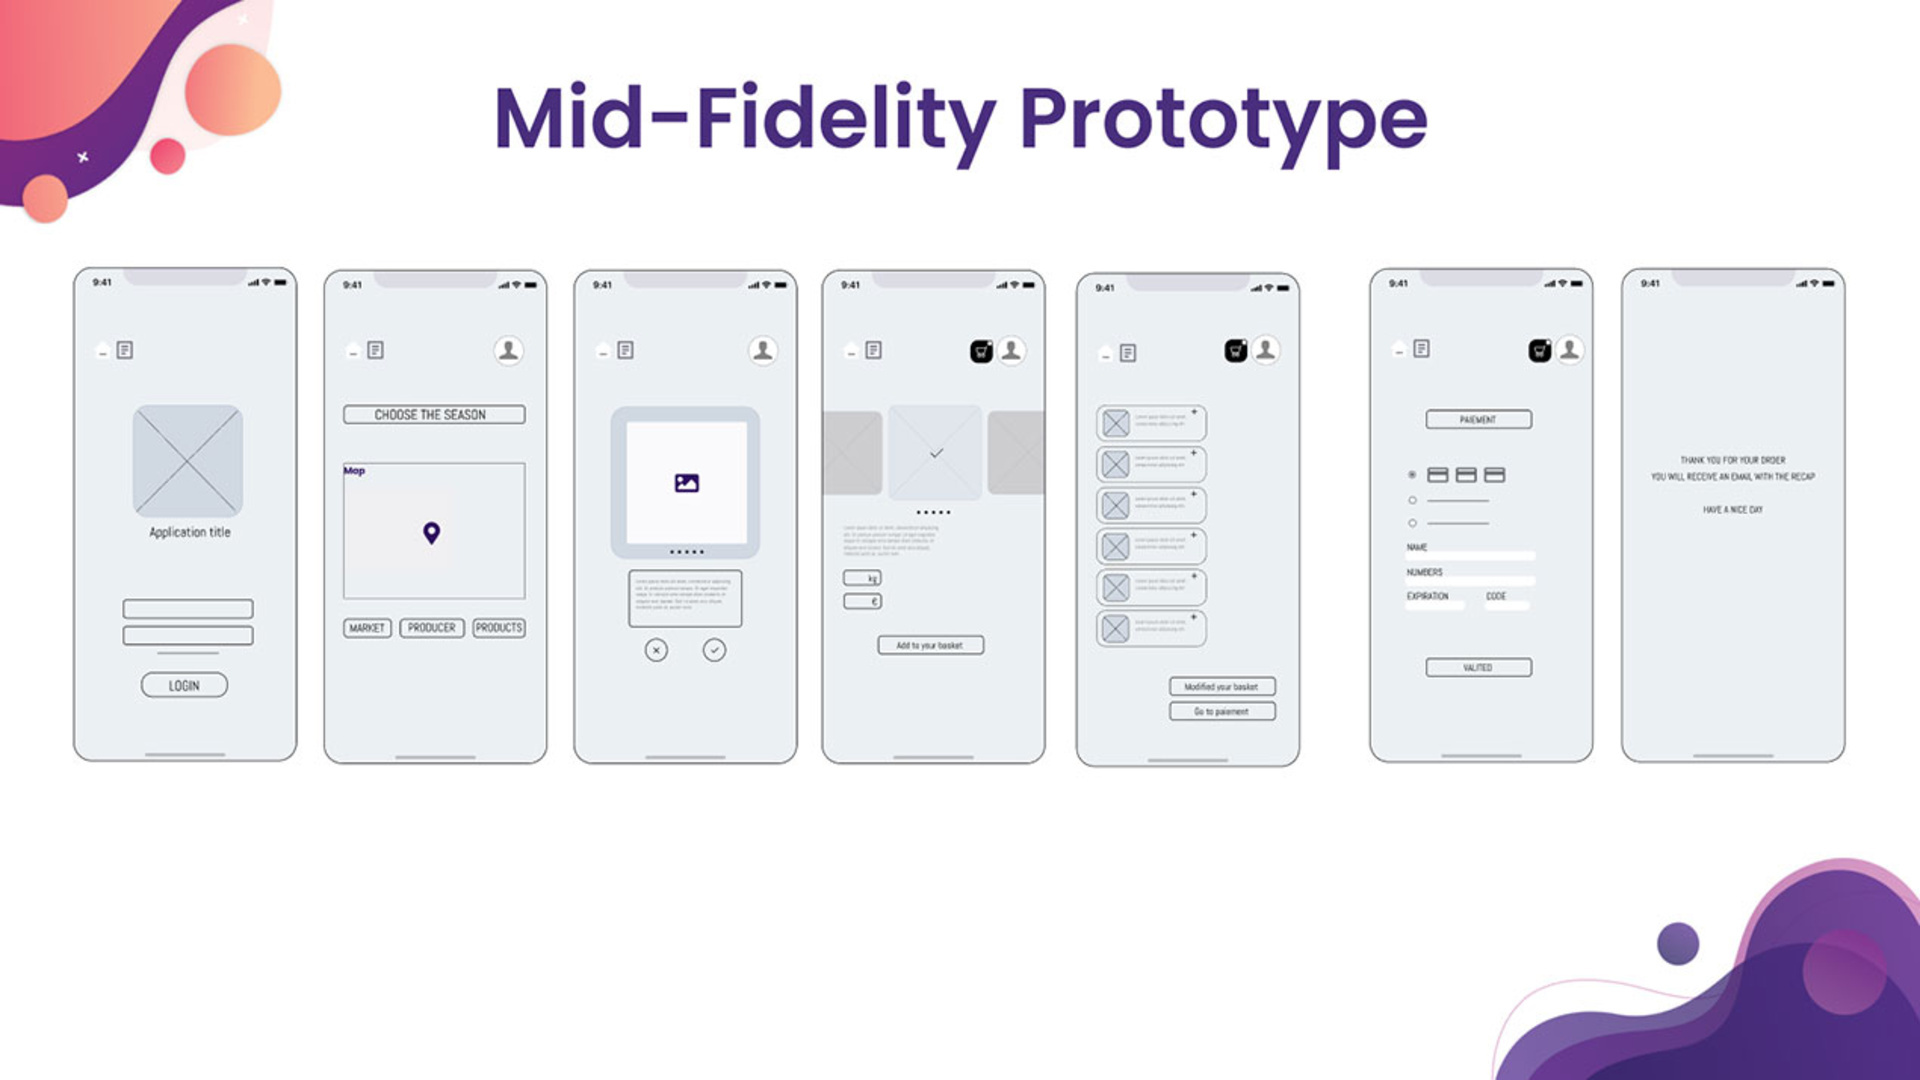 Mid-Fidelity Prototype
9:41
Application title
LOGIN
9:41
CHOOSE THE SEASON
Map
MARKET PRODUCER PRODUCTS
9:41
9:41
kg
€
Add to your basket
9:41
Modified your basket
Go to paiement
9:41
PAIEMENT
NAME
NUMBERS
EXPIRATION CODE
VALITED
9:41
THANK YOU FOR YOUR ORDER
YOU WILL RECEIVE AN EMAIL WITH THE RECAP
HAVE A NICE DAY